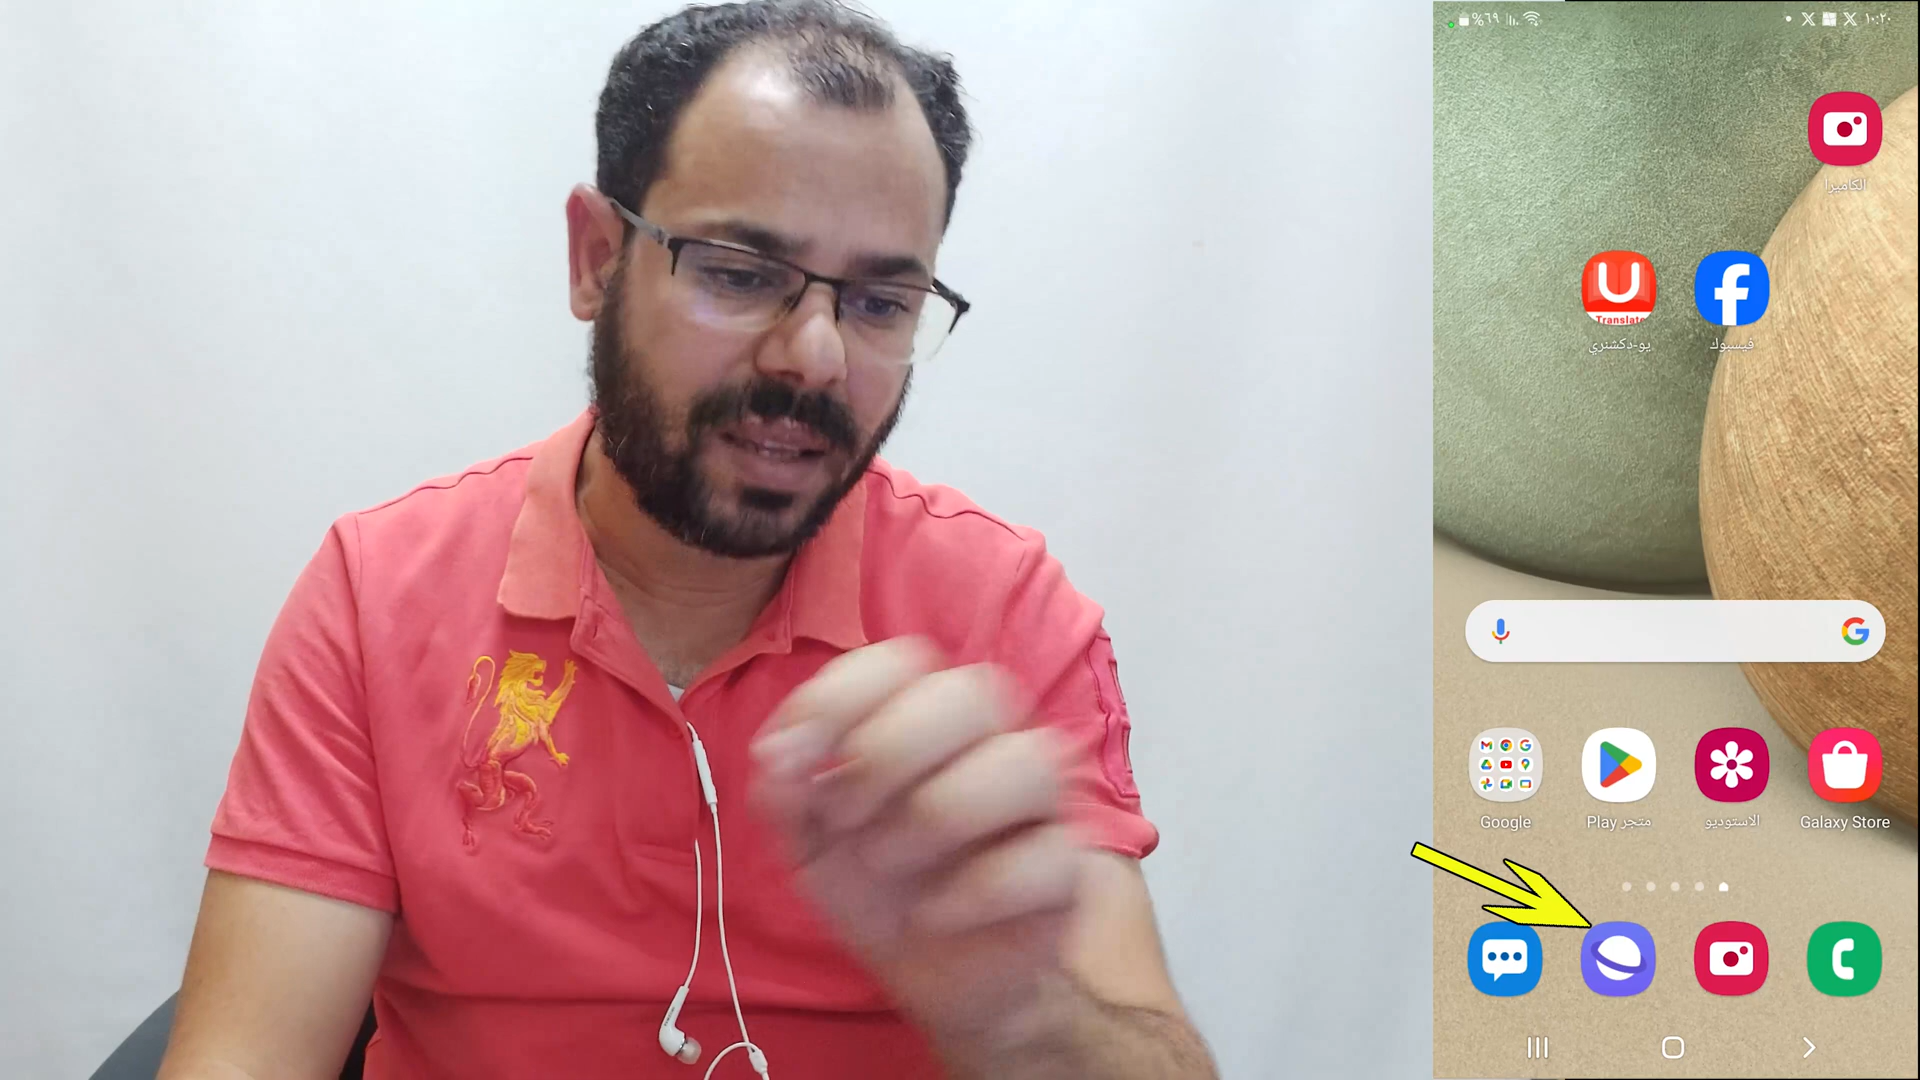 ١٠:٢٠
%٦٩
الكاميرا
U
Translate
يو-دكشنري
فيسبوك
Google
متجر Play
الاستوديو
Galaxy Store